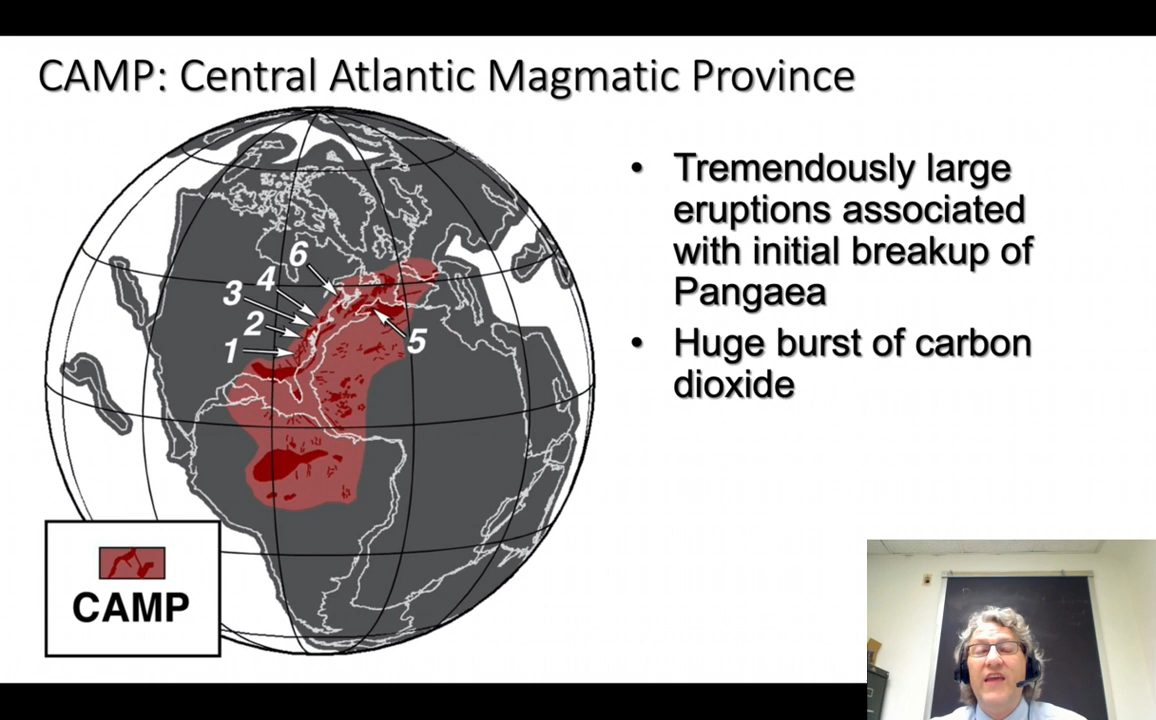 CAMP: Central Atlantic Magmatic Province
• Tremendously large
eruptions associated
with initial breakup of
Pangaea
• Huge burst of carbon
dioxide
6
4
3
2
1
5
CAMP